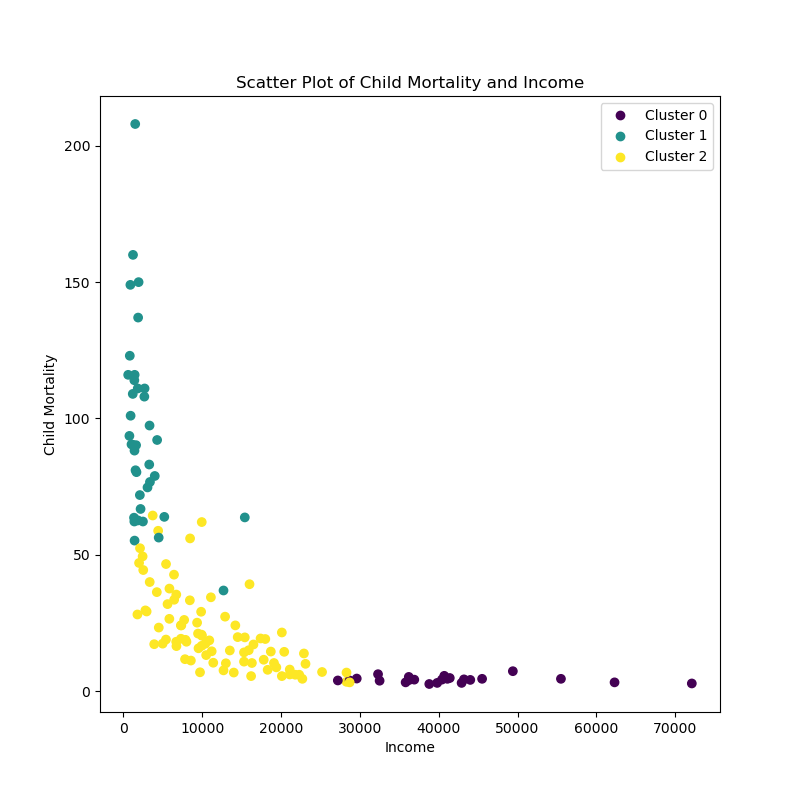 Scatter Plot of Child Mortality and Income
Cluster 0
Cluster 1
Cluster 2
200
150
100
50
0
Child Mortality
0 10000 20000 30000 40000 50000 60000 70000
Income